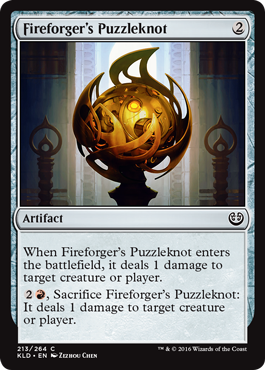 Fireforger's Puzzleknot 2
Artifact
When Fireforger's Puzzleknot enters
the battlefield, it deals 1 damage to
target creature or player.
2 R, Sacrifice Fireforger's Puzzleknot:
It deals 1 damage to target creature
or player.
213/264 C
KLD • EN Zezhou Chen
™ & © 2016 Wizards of the Coast